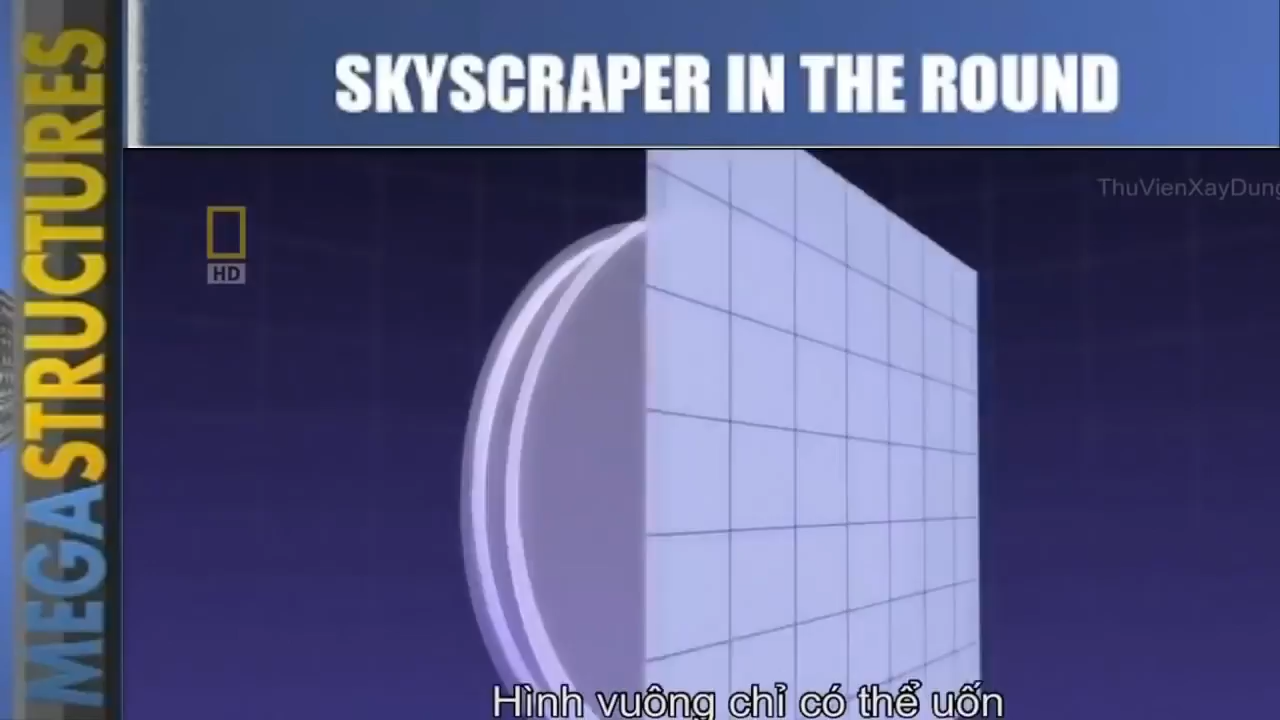 MEGASTRUCTURES
SKYSCRAPER IN THE ROUND
ThuVienXayDung
HD
Hình vuông chỉ có thể uốn